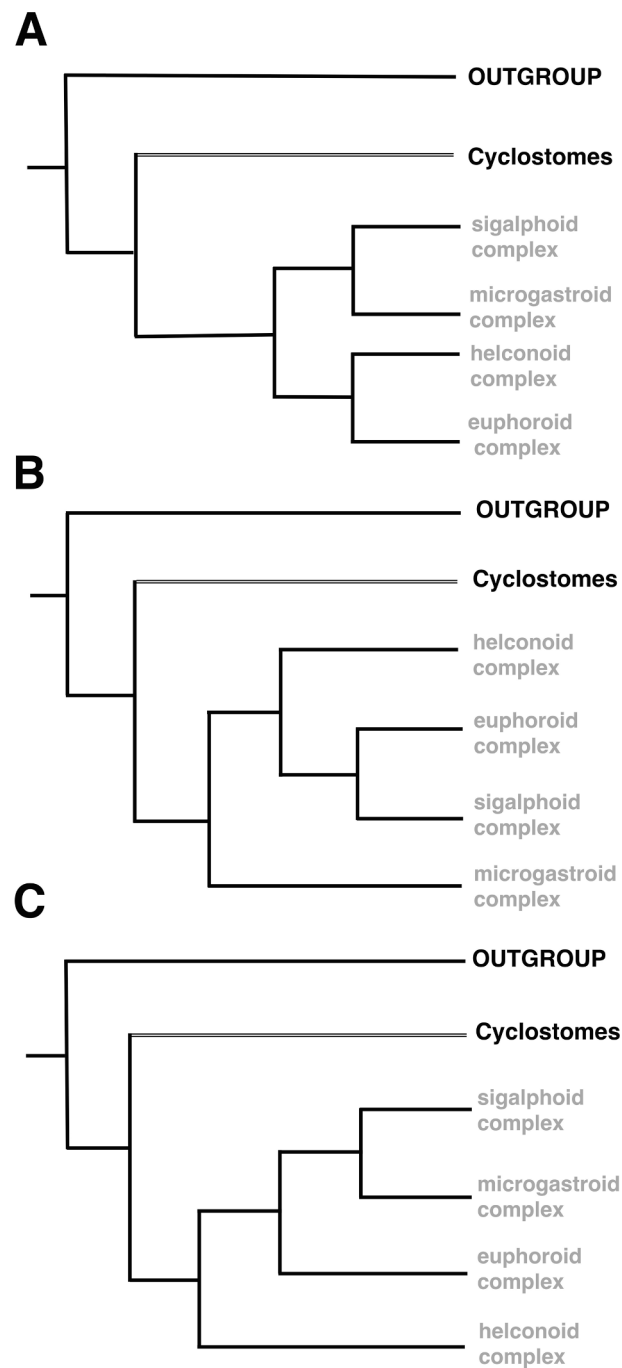 A
OUTGROUP
Cyclostomes
sigalphoid
complex
microgastroid
complex
helconoid
complex
euphoroid
complex
B
OUTGROUP
Cyclostomes
helconoid
complex
euphoroid
complex
sigalphoid
complex
microgastroid
complex
C
OUTGROUP
Cyclostomes
sigalphoid
complex
microgastroid
complex
euphoroid
complex
helconoid
complex